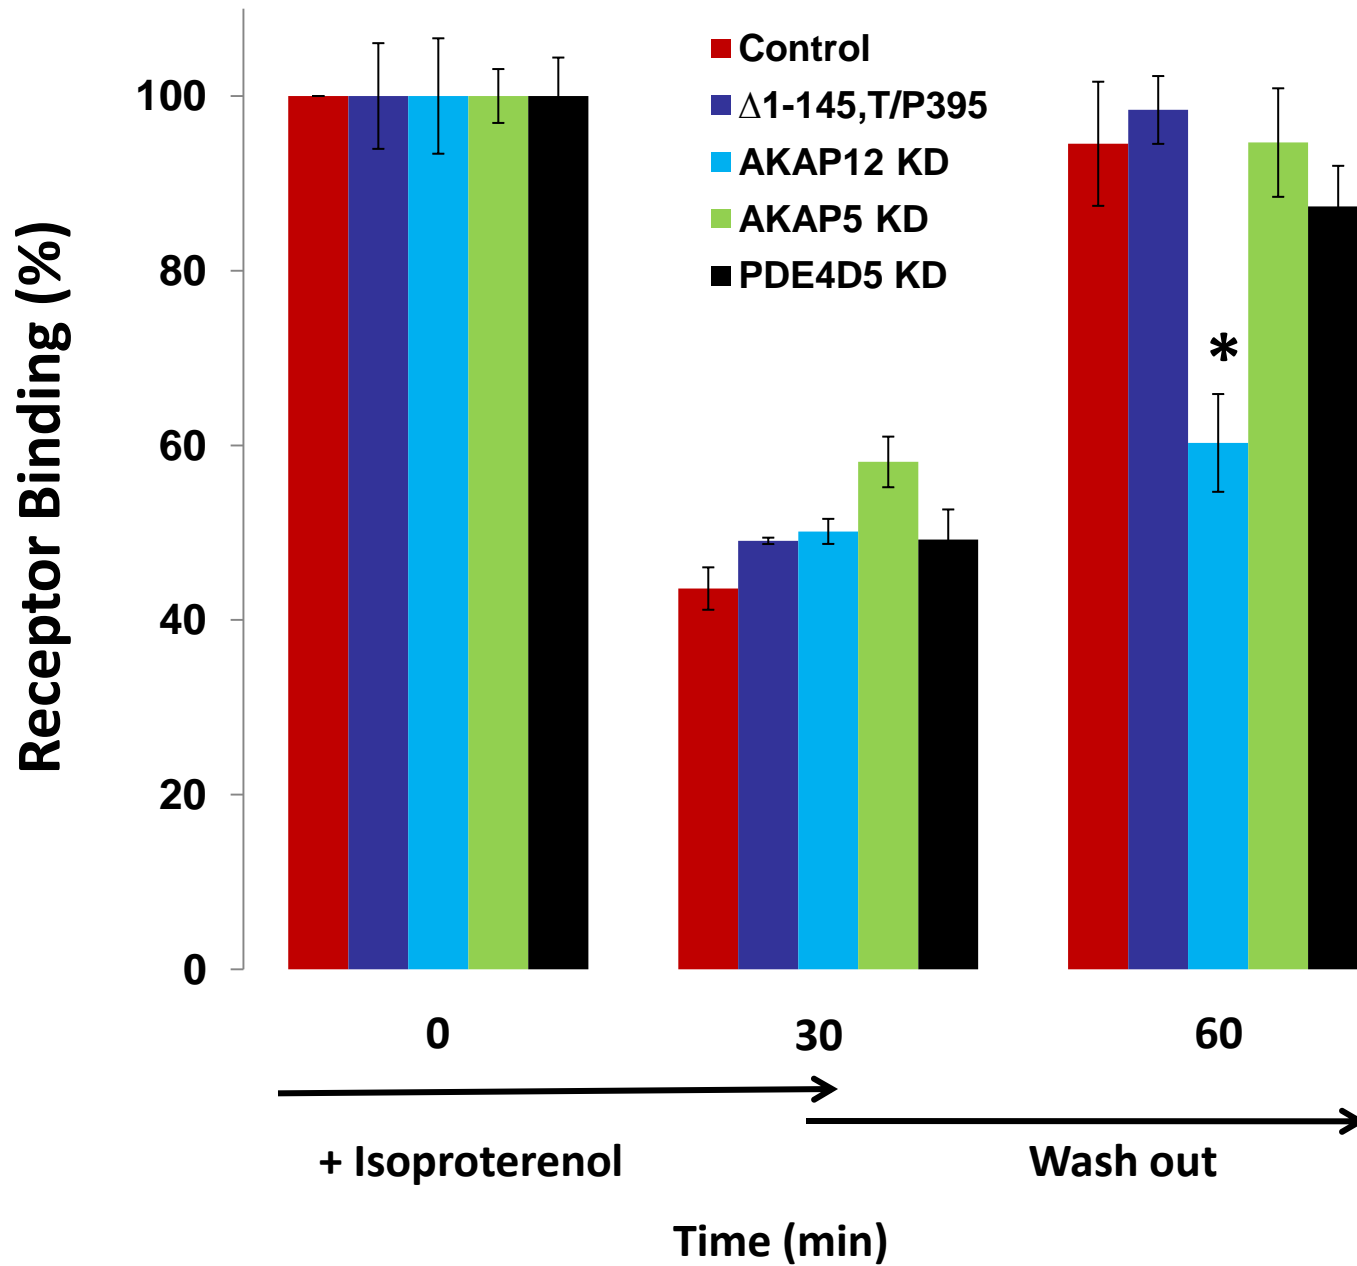 Control
Δ1-145,T/P395
AKAP12 KD
AKAP5 KD
PDE4D5 KD
Receptor Binding (%)
100
80
60
40
20
0
*
0 30 60
+ Isoproterenol Wash out
Time (min)